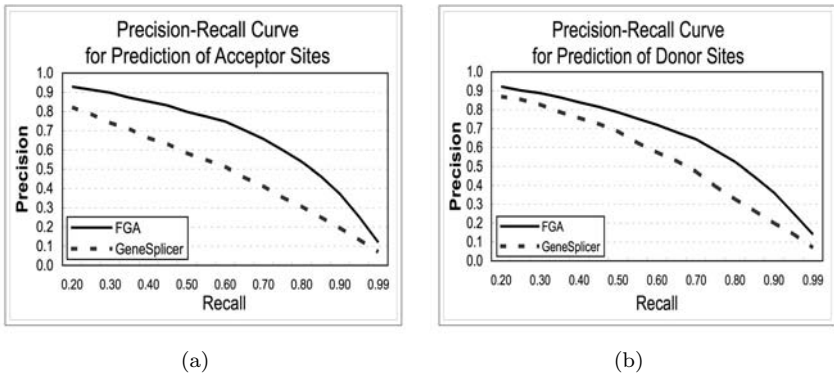 Precision-Recall Curve
for Prediction of Acceptor Sites
Precision
1.0
0.9
0.8
0.7
0.6
0.5
0.4
0.3
0.2
0.1
0.0
FGA
GeneSplicer
0.20 0.30 0.40 0.50 0.60 0.70 0.80 0.90 0.99
Recall
(a)
Precision-Recall Curve
for Prediction of Donor Sites
Precision
1.0
0.9
0.8
0.7
0.6
0.5
0.4
0.3
0.2
0.1
0.0
FGA
GeneSplicer
0.20 0.30 0.40 0.50 0.60 0.70 0.80 0.90 0.99
Recall
(b)